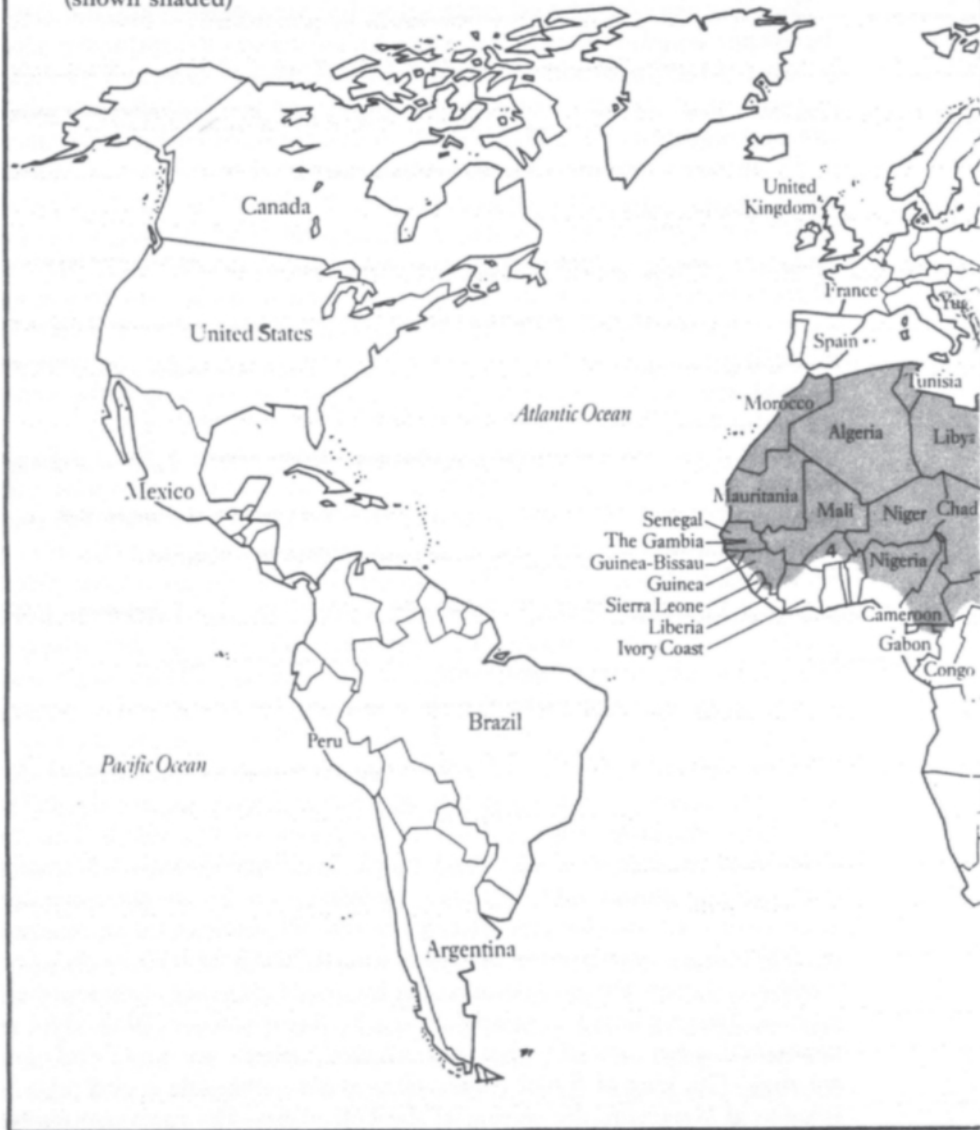 (shown shaded)
Canada
United
Kingdom
France
Yug
United States
Spain
Tunisia
Morocco
Atlantic Ocean
Algeria
Libya
Mexico
Mauritania
Mali
Niger
Chad
Senegal
The Gambia
4
Nigeria
Guinea-Bissau
Guinea
Sierra Leone
Liberia
Ivory Coast
Cameroon
Gabon
Congo
Brazil
Peru
Pacific Ocean
Argentina